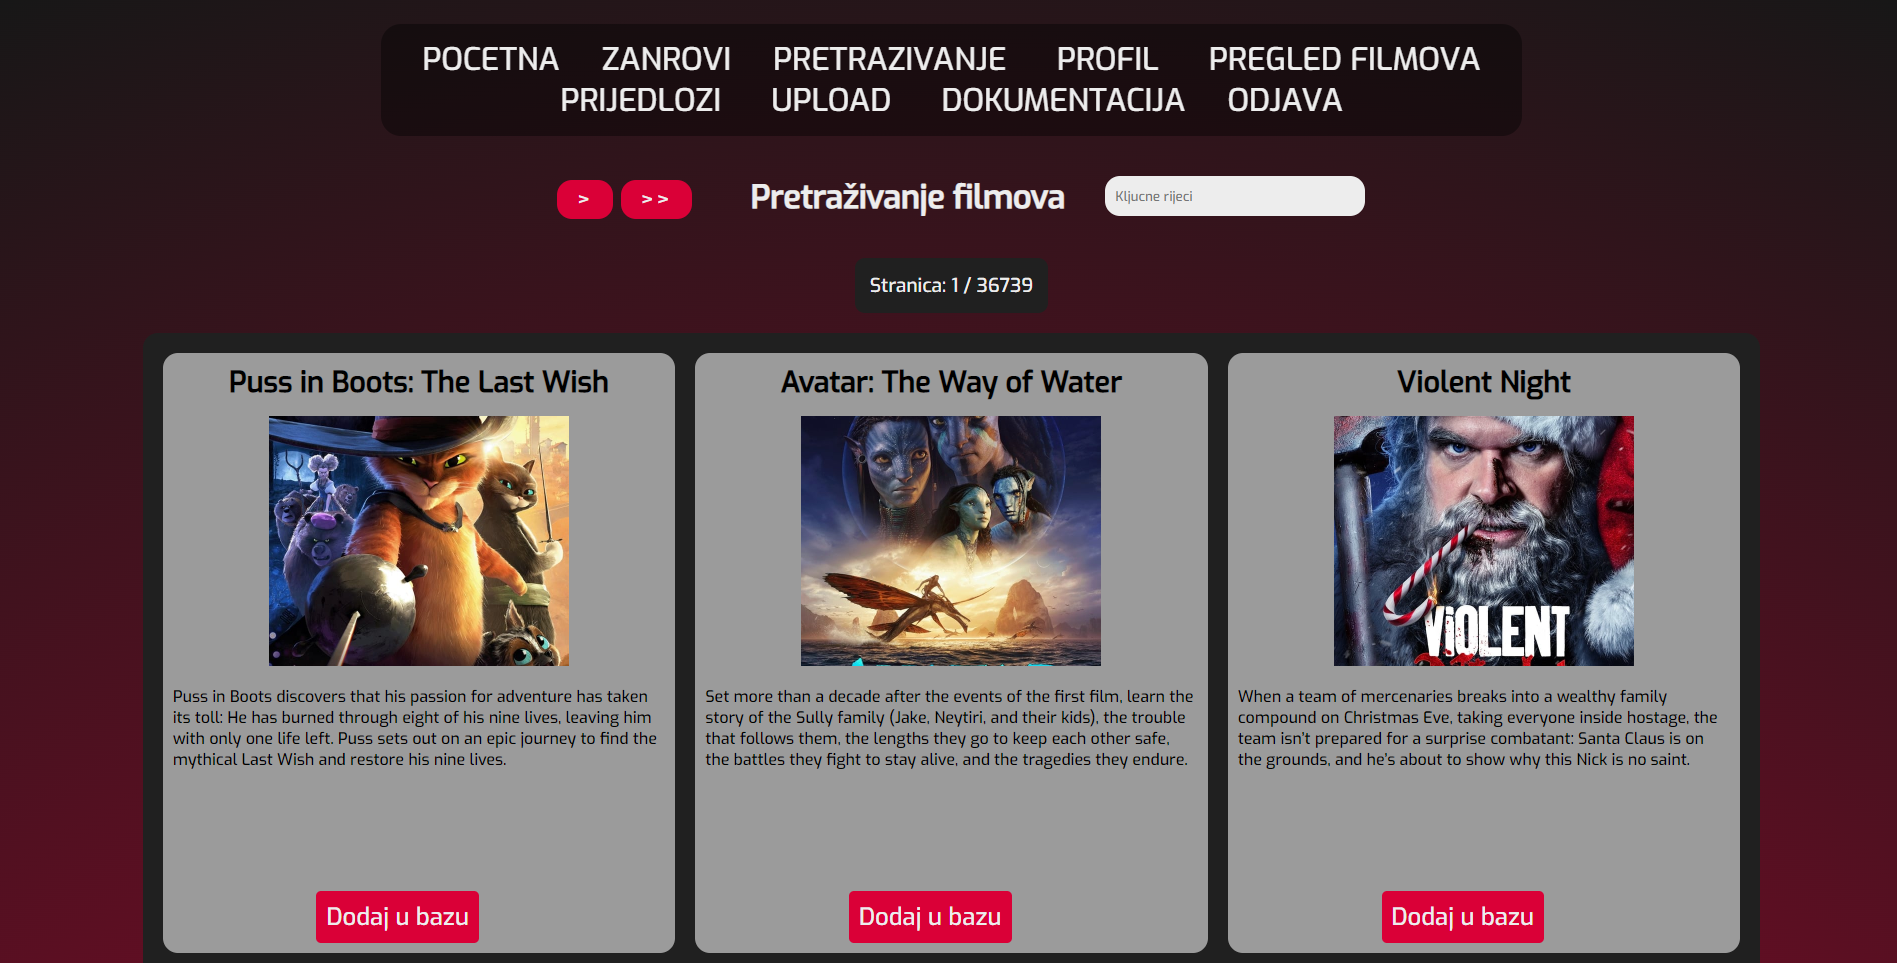 POCETNA ZANROVI PRETRAZIVANJE PROFIL PREGLED FILMOVA
PRIJEDLOZI UPLOAD DOKUMENTACIJA ODJAVA
> >> Pretraživanje filmova Kljucne rijeci
Stranica: 1 / 36739
Puss in Boots: The Last Wish
Puss in Boots discovers that his passion for adventure has taken
its toll: He has burned through eight of his nine lives, leaving him
with only one life left. Puss sets out on an epic journey to find the
mythical Last Wish and restore his nine lives.
Dodaj u bazu
Avatar: The Way of Water
Set more than a decade after the events of the first film, learn the
story of the Sully family (Jake, Neytiri, and their kids), the trouble
that follows them, the lengths they go to keep each other safe,
the battles they fight to stay alive, and the tragedies they endure.
Dodaj u bazu
Violent Night
VIOLENT
When a team of mercenaries breaks into a wealthy family
compound on Christmas Eve, taking everyone inside hostage, the
team isn't prepared for a surprise combatant: Santa Claus is on
the grounds, and he's about to show why this Nick is no saint.
Dodaj u bazu